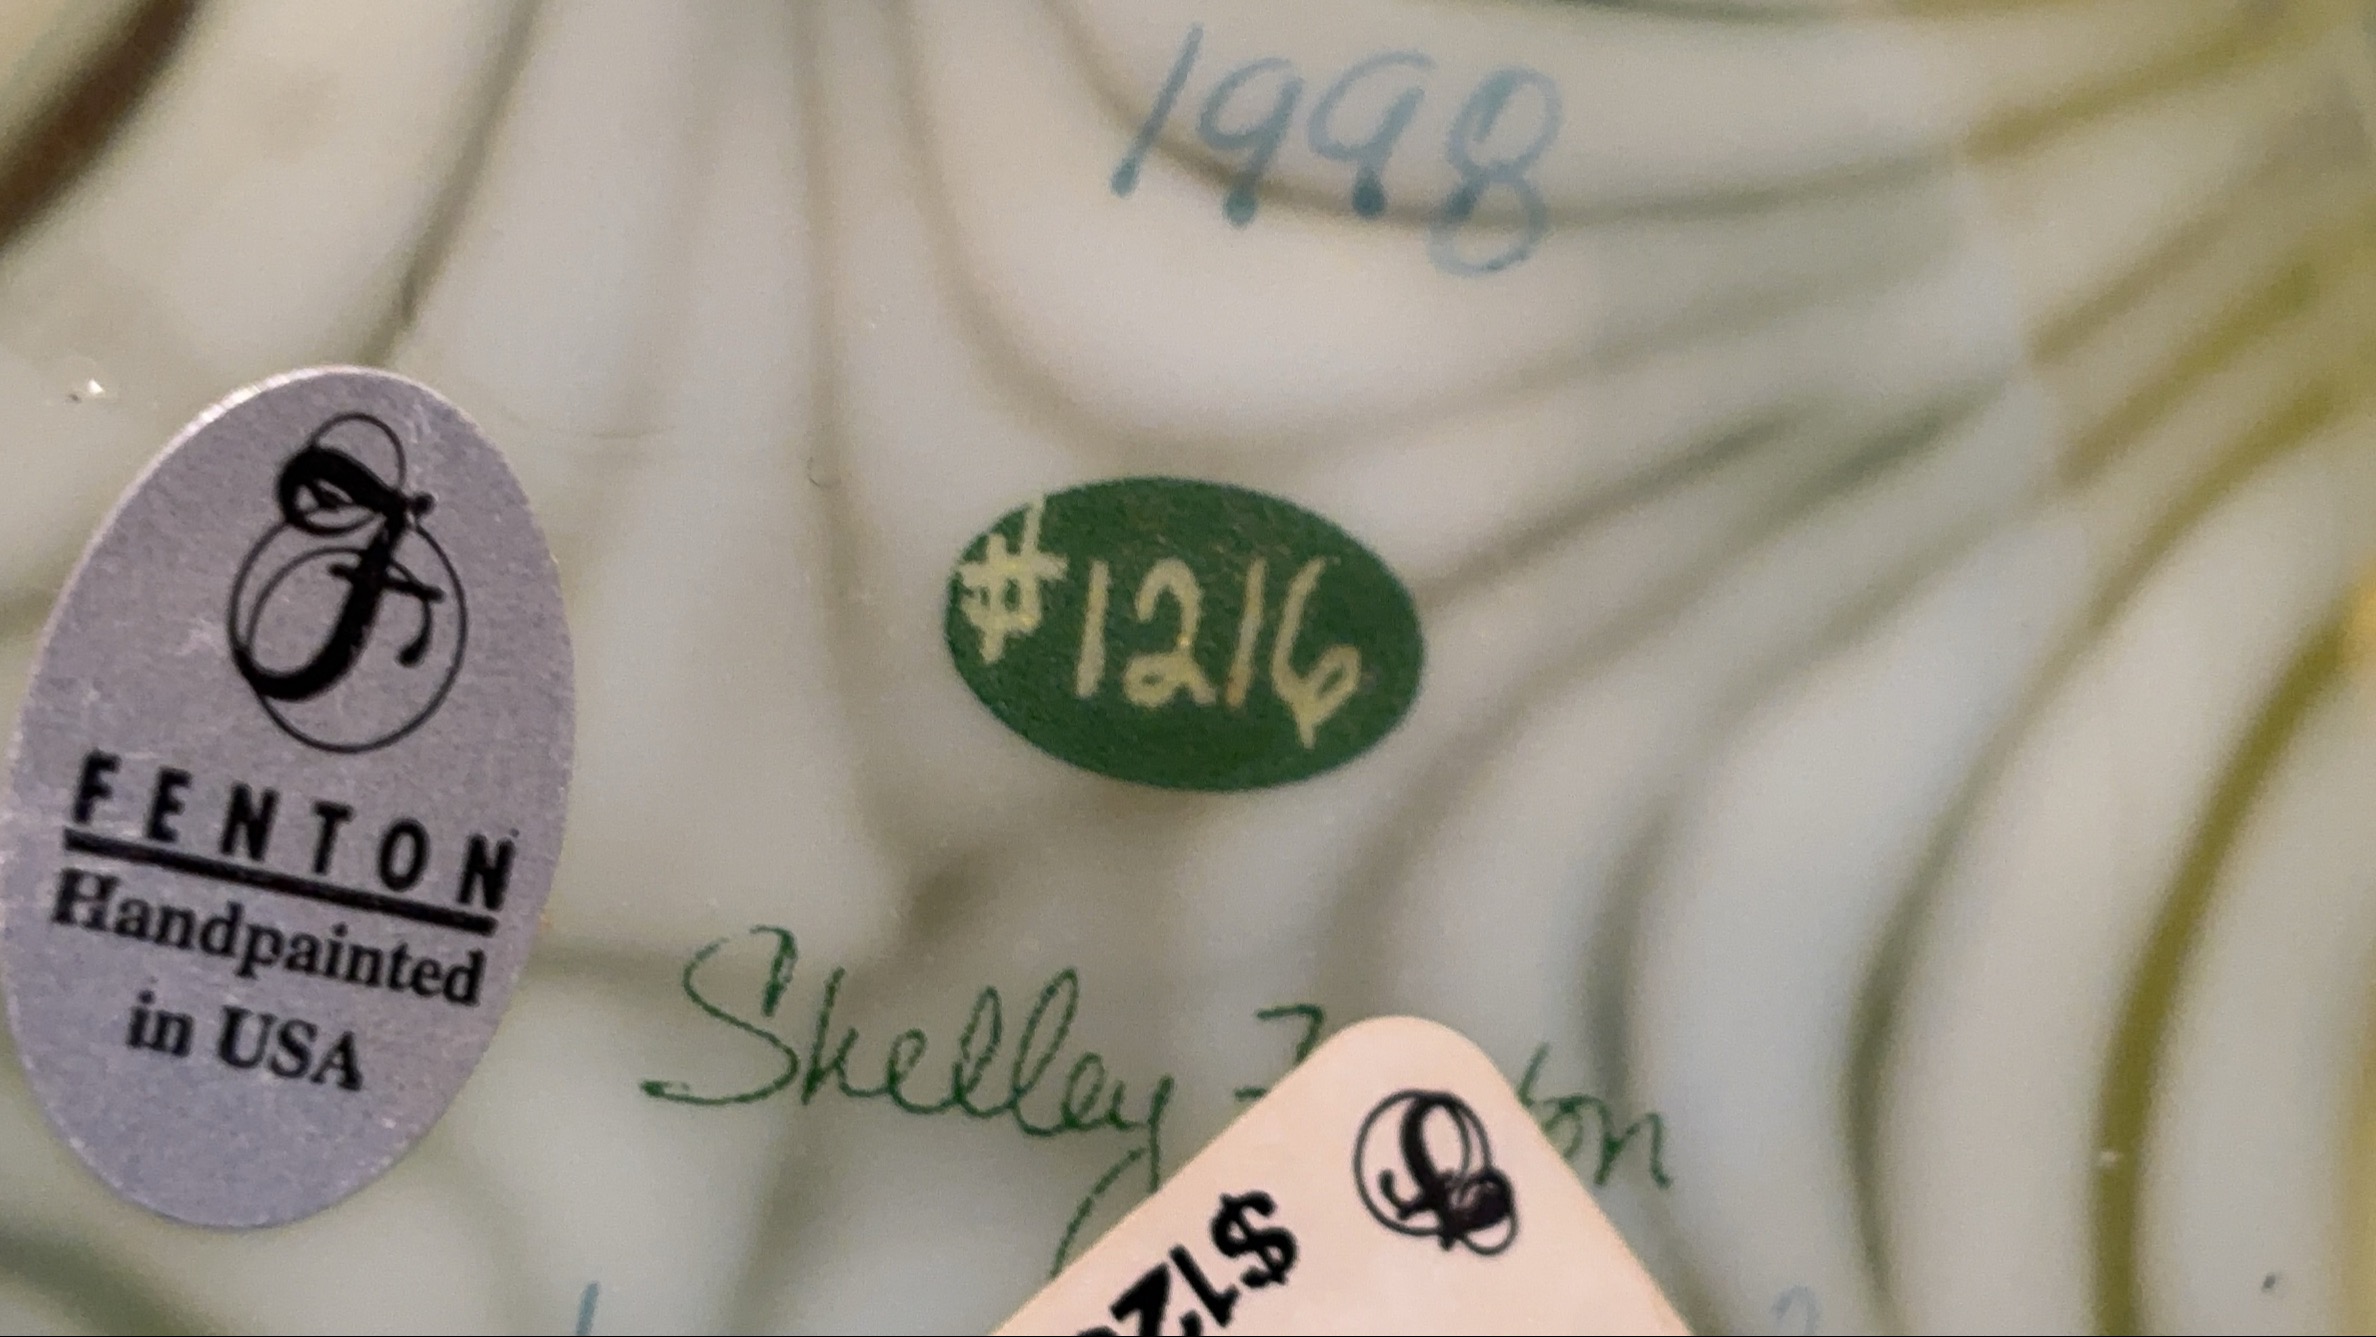 1998
#1216
FENTON
Handpainted
in USA
Shelley